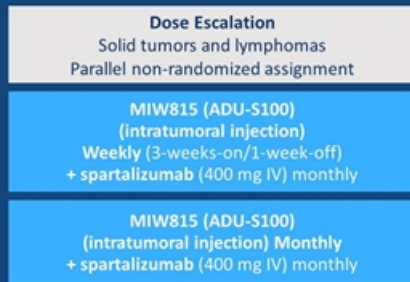 Dose Escalation
Solid tumors and lymphomas
Parallel non-randomized assignment
MIW815 (ADU-S100)
(intratumoral injection)
Weekly (3-weeks-on/1-week-off)
+ spartalizumab (400 mg IV) monthly
MIW815 (ADU-S100)
(intratumoral injection) Monthly
+ spartalizumab (400 mg IV) monthly